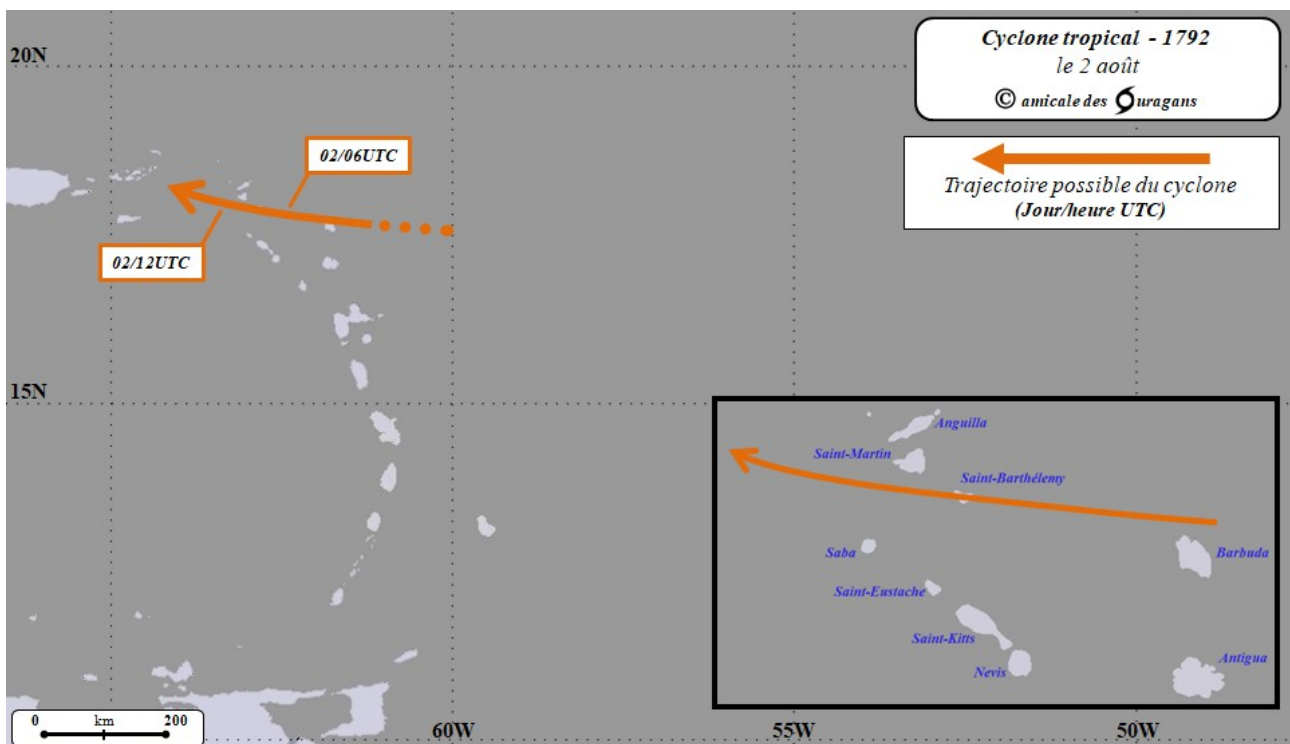 Cyclone tropical - 1792
le 2 août
© amicale des Ouragans
20N
02/06UTC
Trajectoire possible du cyclone
(Jour/heure UTC)
02/12UTC
15N
Anguilla
Saint-Martin
Saint-Barthélemy
Saba
Barbuda
Saint-Eustache
Saint-Kitts
Nevis
Antigua
0 km 200
60W
55W
50W